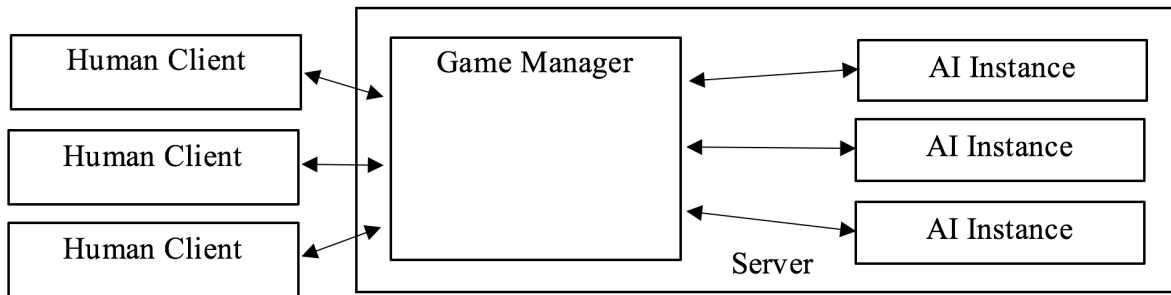 Human Client
Game Manager
AI Instance
Human Client
AI Instance
Human Client
AI Instance
Server